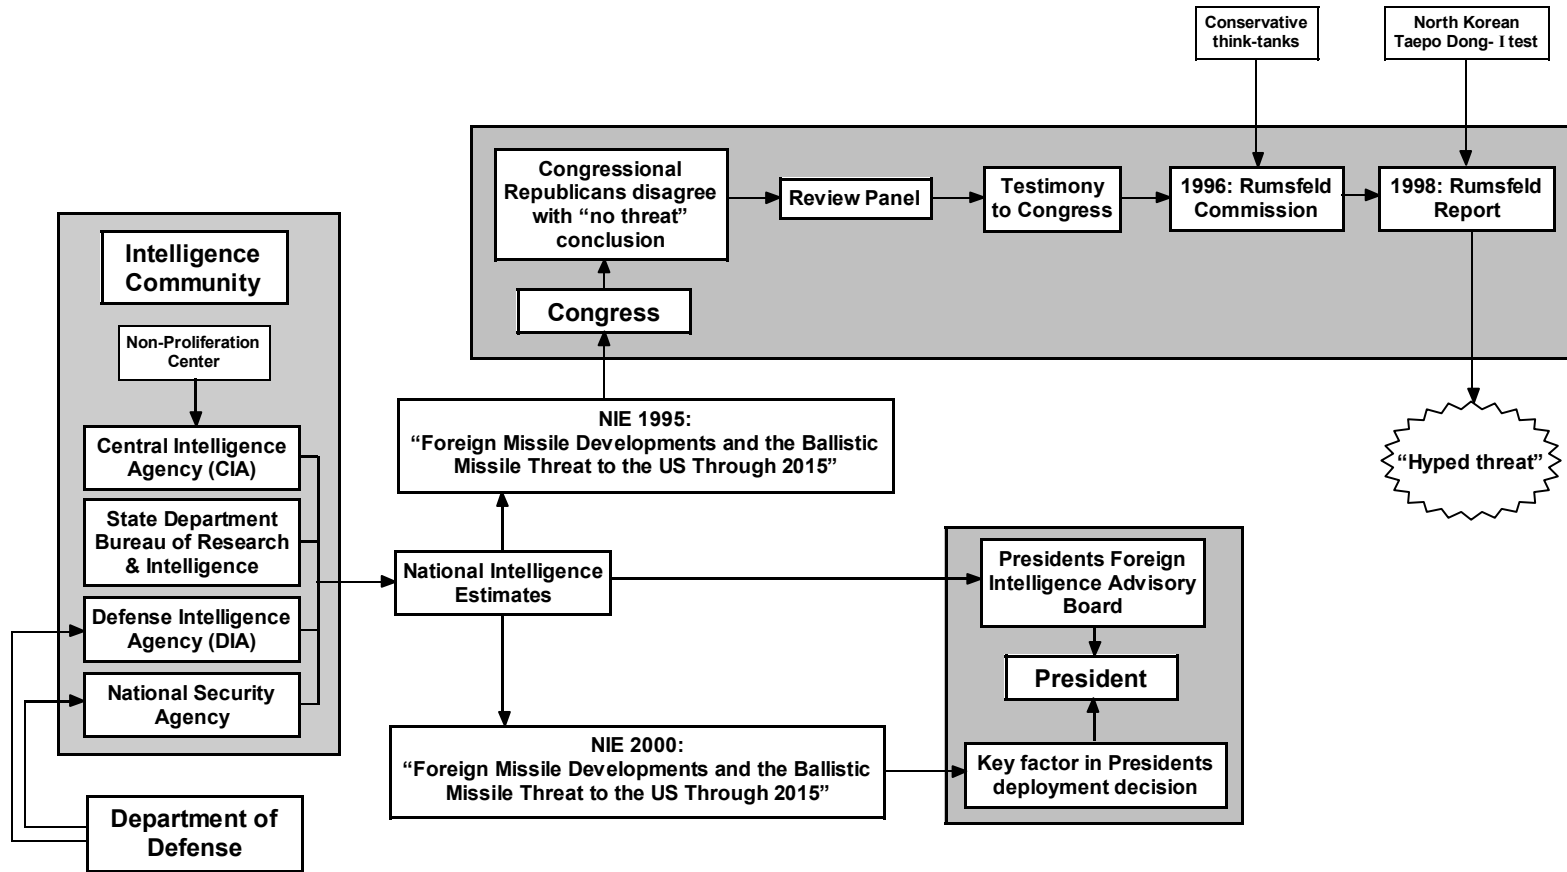 Conservative
think-tanks
North Korean
Taepo Dong- I test
Congressional
Republicans disagree
with “no threat”
conclusion
Review Panel
Testimony
to Congress
1996: Rumsfeld
Commission
1998: Rumsfeld
Report
Congress
“Hyped threat”
Intelligence
Community
Non-Proliferation
Center
Central Intelligence
Agency (CIA)
State Department
Bureau of Research
& Intelligence
Defense Intelligence
Agency (DIA)
National Security
Agency
Department of
Defense
NIE 1995:
“Foreign Missile Developments and the Ballistic
Missile Threat to the US Through 2015”
National Intelligence
Estimates
NIE 2000:
“Foreign Missile Developments and the Ballistic
Missile Threat to the US Through 2015”
Presidents Foreign
Intelligence Advisory
Board
President
Key factor in Presidents
deployment decision